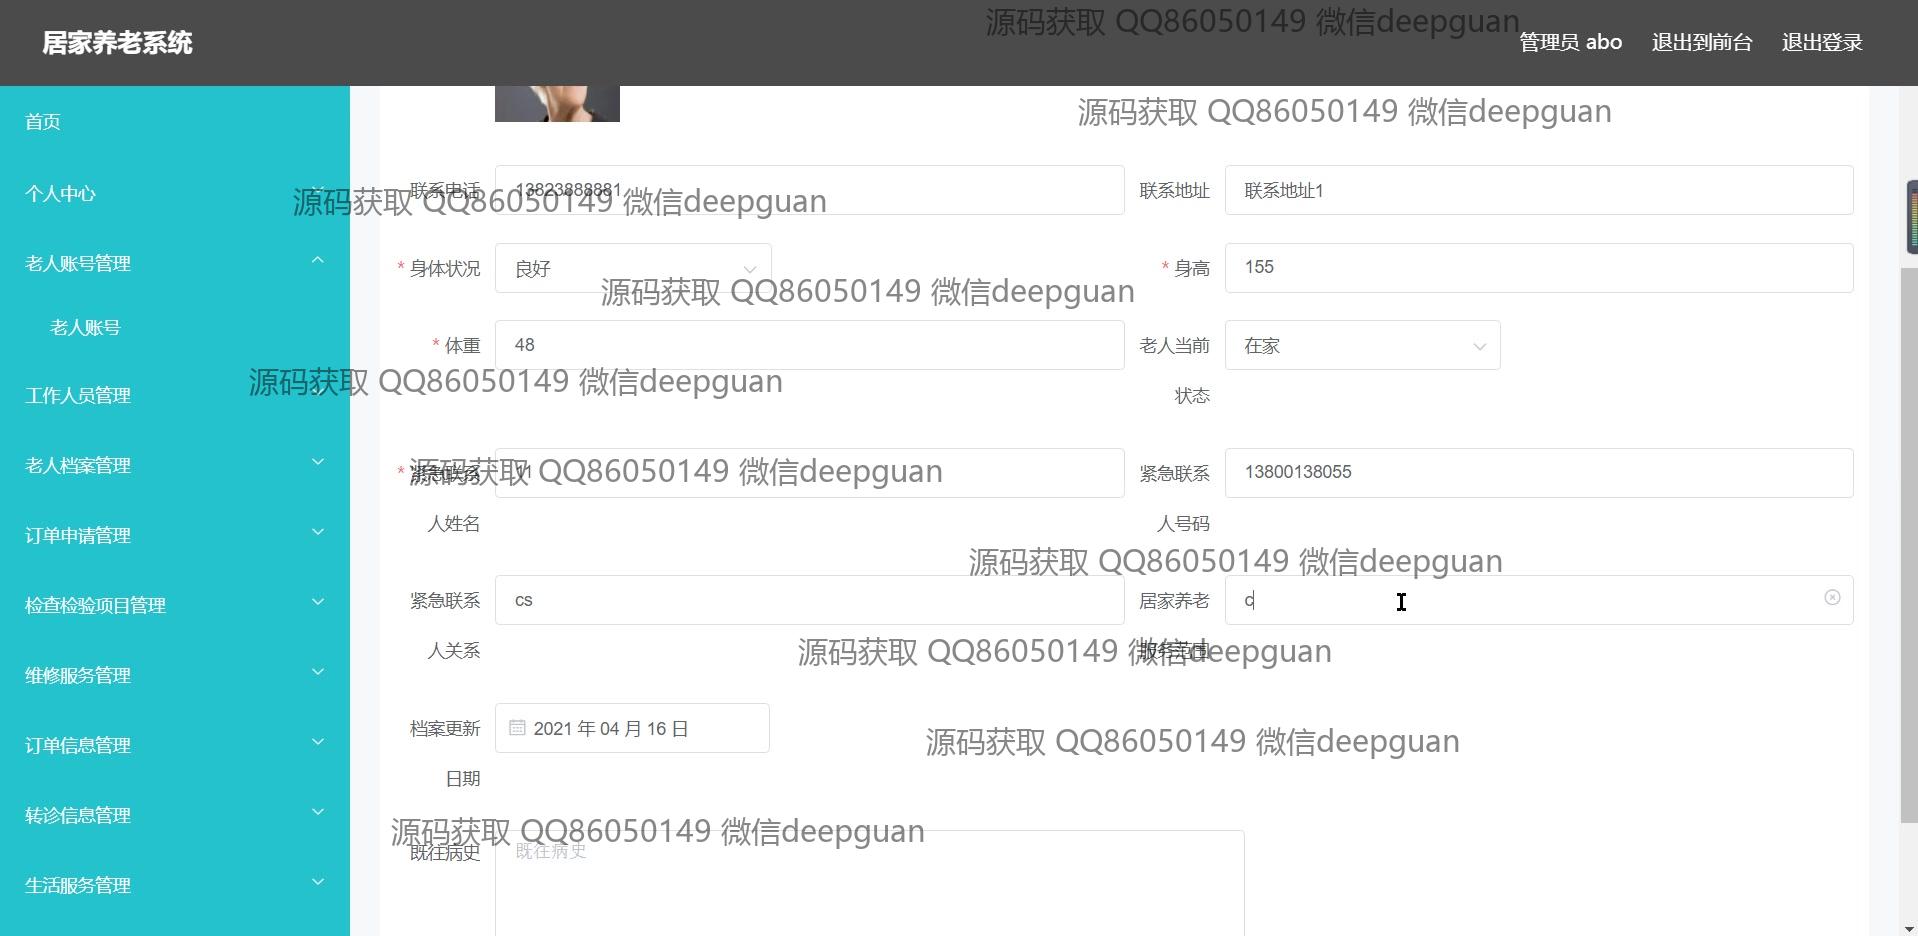 居家养老系统
源码获取 QQ86050149 微信deepguan
管理员 abo 退出到前台 退出登录
首页
源码获取 QQ86050149 微信deepguan
个人中心
联系电话 13823888881 联系地址 联系地址1
源码获取 QQ86050149 微信deepguan
老人账号管理
* 身体状况 良好 * 身高 155
源码获取 QQ86050149 微信deepguan
老人账号
* 体重 48 老人当前状态 在家
源码获取 QQ86050149 微信deepguan
工作人员管理
老人档案管理
* 紧急联系人姓名 11 紧急联系人号码 13800138055
源码获取 QQ86050149 微信deepguan
订单申请管理
源码获取 QQ86050149 微信deepguan
检查检验项目管理
紧急联系人关系 cs 居家养老服务范围 c
源码获取 QQ86050149 微信deepguan
维修服务管理
档案更新日期 2021 年 04 月 16 日
源码获取 QQ86050149 微信deepguan
订单信息管理
转诊信息管理
源码获取 QQ86050149 微信deepguan
既往病史 既往病史
生活服务管理